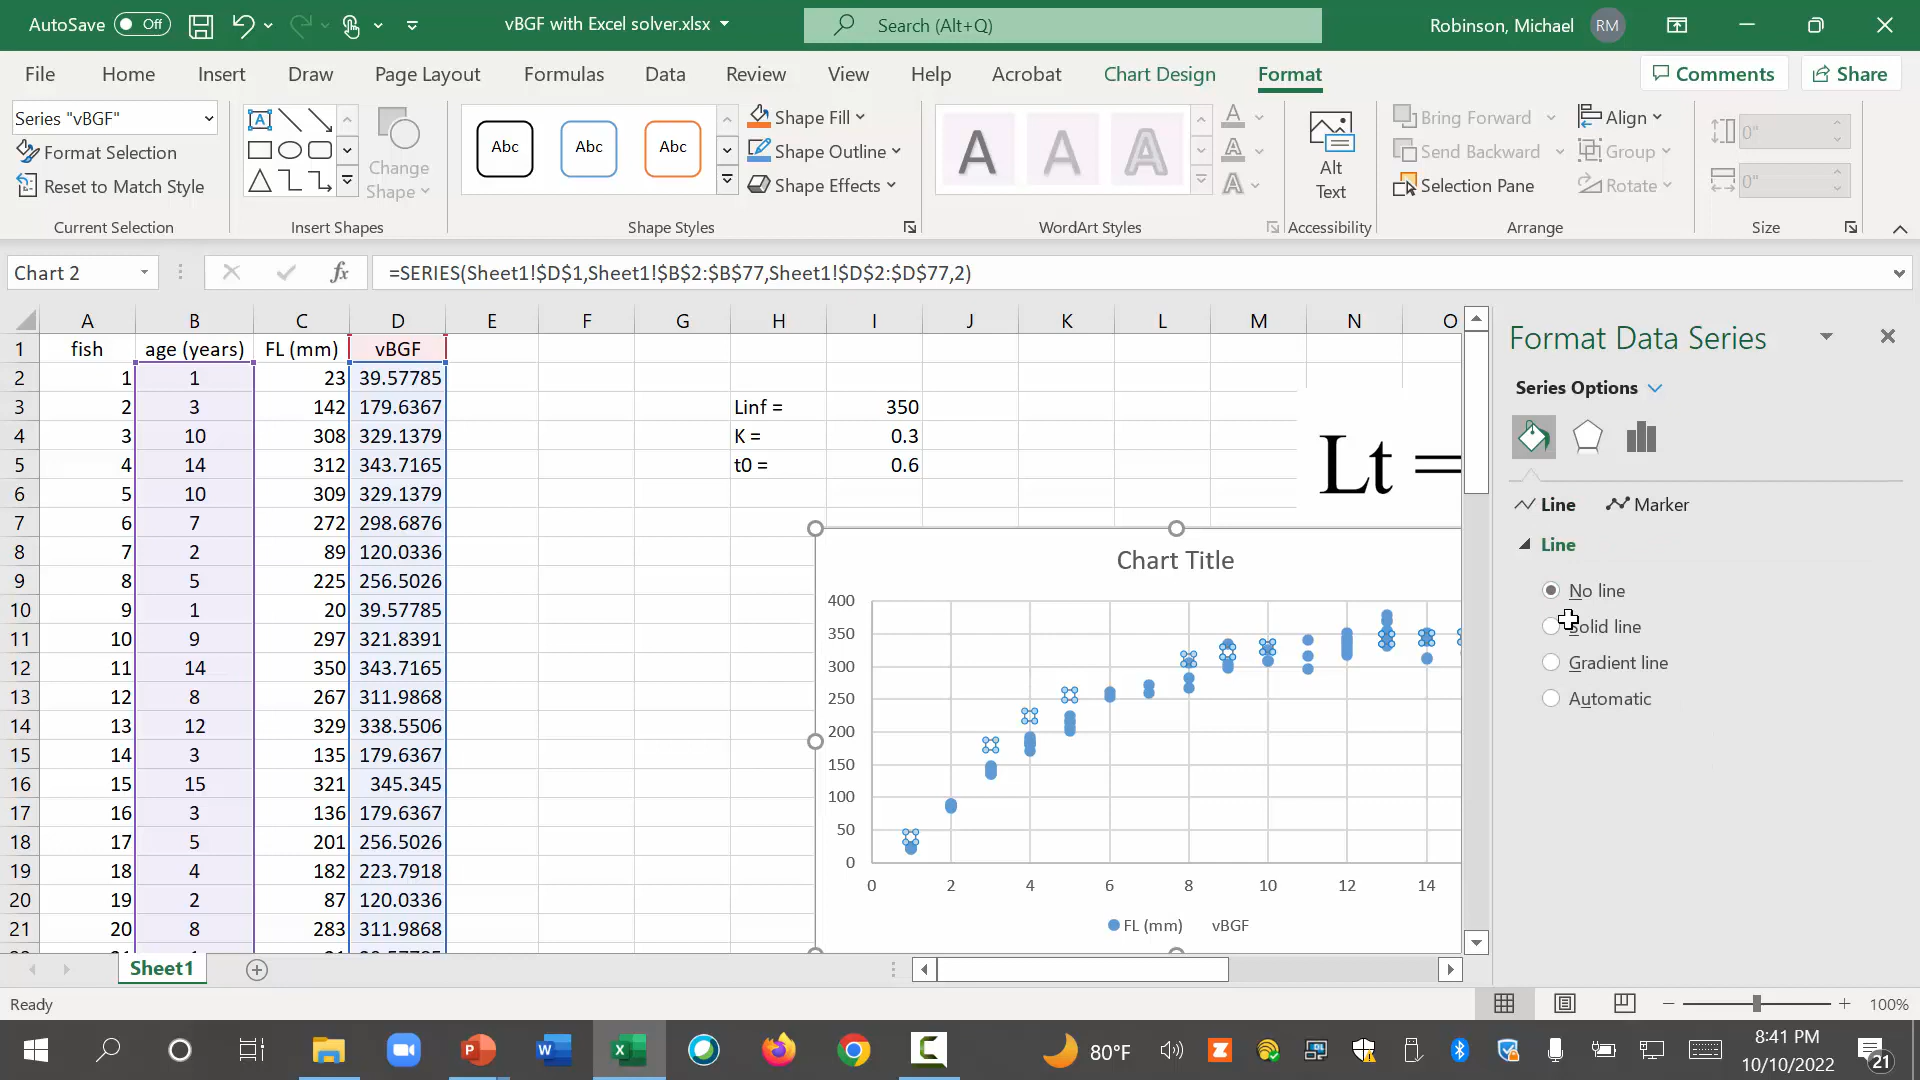 AutoSave Off vBGF with Excel solver.xlsx Search (Alt+Q) Robinson, Michael RM
File Home Insert Draw Page Layout Formulas Data Review View Help Acrobat Chart Design Format Comments Share
Series "vBGF"
Format Selection
Reset to Match Style
Current Selection
Change
Shape
Insert Shapes
Abc Abc Abc
Shape Fill
Shape Outline
Shape Effects
Shape Styles
A A A
WordArt Styles
Alt
Text
Accessibility
Bring Forward
Send Backward
Selection Pane
Align
Group
Rotate
Arrange
0"
0"
Size
Chart 2 fx =SERIES(Sheet1!$D$1,Sheet1!$B$2:$B$77,Sheet1!$D$2:$D$77,2)
A B C D E F G H I J K L M N O
1 fish age (years) FL (mm) vBGF
2 1 1 23 39.57785
3 2 3 142 179.6367 Linf = 350
4 3 10 308 329.1379 K = 0.3
5 4 14 312 343.7165 t0 = 0.6
6 5 10 309 329.1379
7 6 7 272 298.6876
8 7 2 89 120.0336
9 8 5 225 256.5026
10 9 1 20 39.57785
11 10 9 297 321.8391
12 11 14 350 343.7165
13 12 8 267 311.9868
14 13 12 329 338.5506
15 14 3 135 179.6367
16 15 15 321 345.345
17 16 3 136 179.6367
18 17 5 201 256.5026
19 18 4 182 223.7918
20 19 2 87 120.0336
21 20 8 283 311.9868
Lt =
Chart Title
400
350
300
250
200
150
100
50
0
0 2 4 6 8 10 12 14
FL (mm) vBGF
Format Data Series
Series Options
Line Marker
Line
No line
Solid line
Gradient line
Automatic
Sheet1
Ready 100%
80°F 8:41 PM
10/10/2022
21